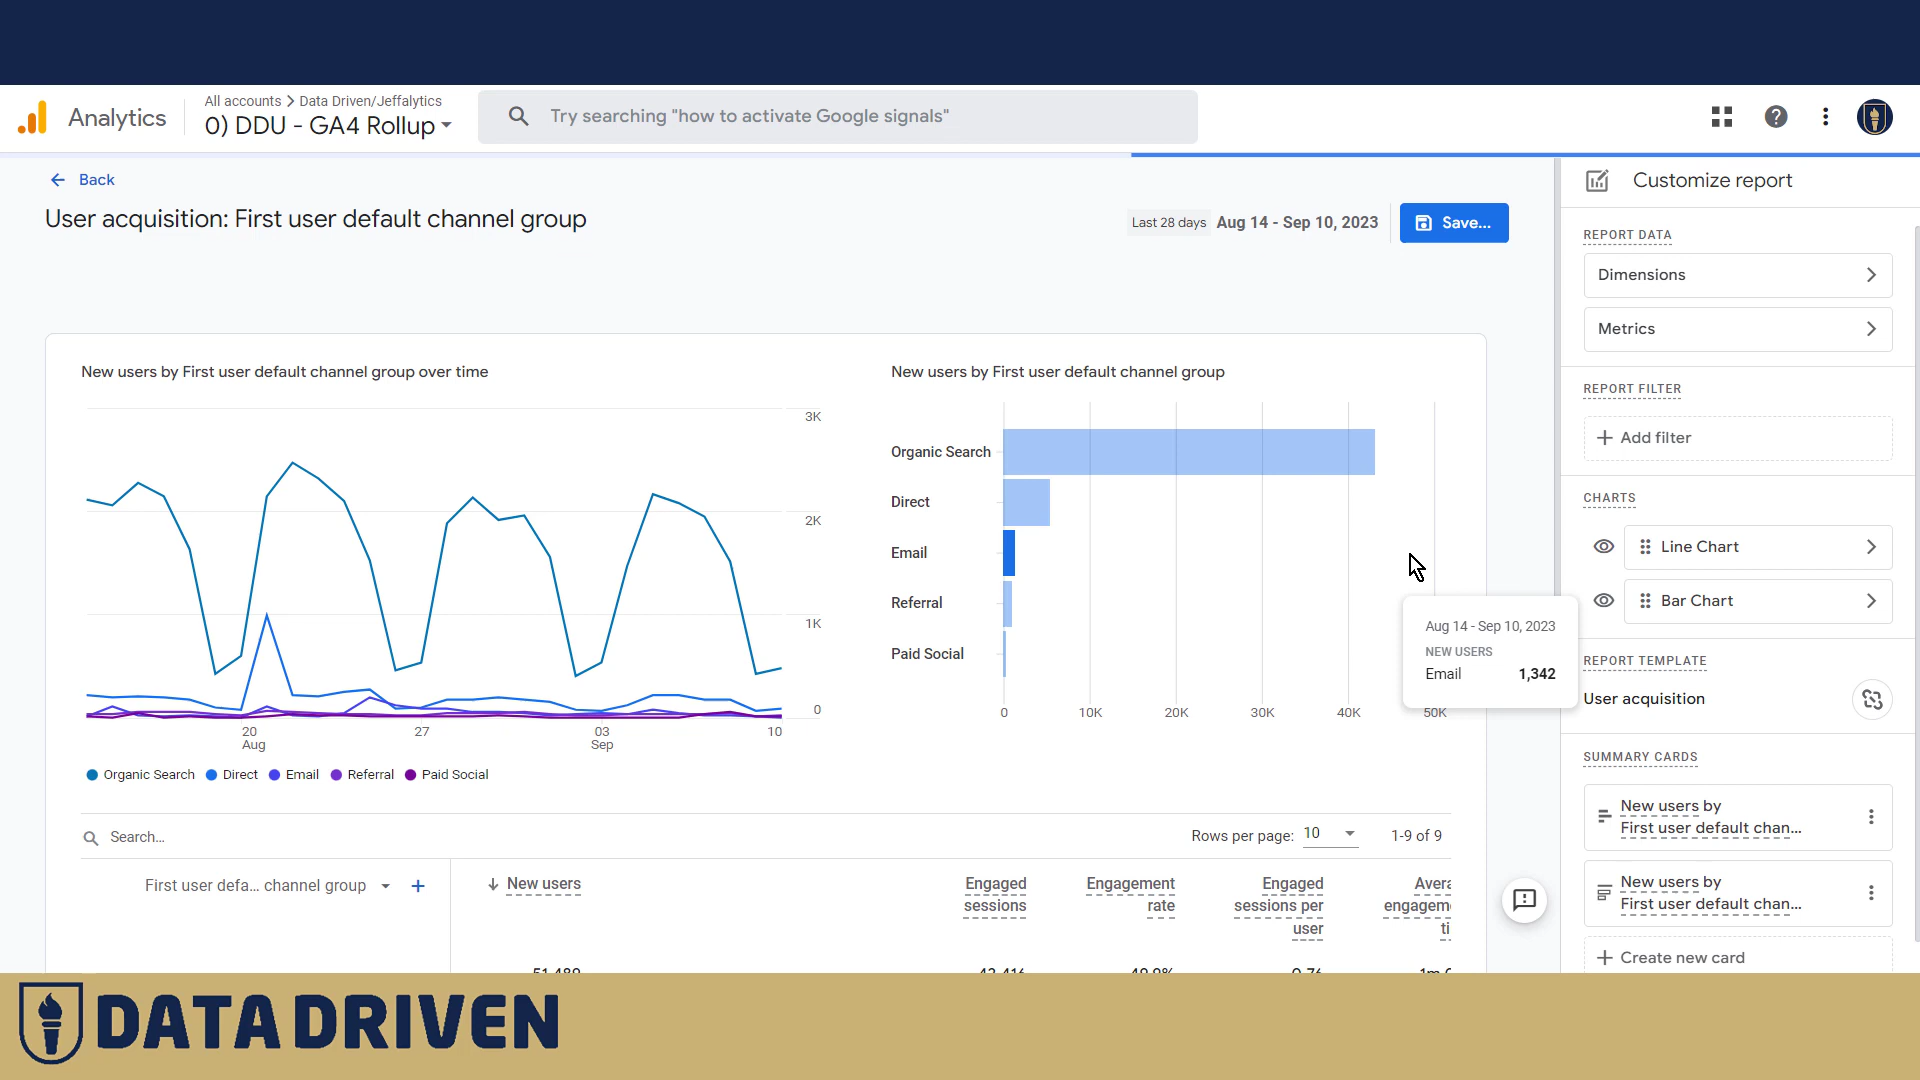 Analytics
All accounts > Data Driven/Jeffalytics
0) DDU - GA4 Rollup
Try searching "how to activate Google signals"
Back
User acquisition: First user default channel group
Last 28 days Aug 14 - Sep 10, 2023
Save...
New users by First user default channel group over time
3K
2K
1K
0
20
Aug
27
03
Sep
10
Organic Search Direct Email Referral Paid Social
New users by First user default channel group
Organic Search
Direct
Email
Referral
Paid Social
0 10K 20K 30K 40K 50K
Aug 14 - Sep 10, 2023
NEW USERS
Email 1,342
Search...
Rows per page: 10 1-9 of 9
First user defa... channel group +
New users
Engaged
sessions
Engagement
rate
Engaged
sessions per
user
Customize report
REPORT DATA
Dimensions
Metrics
REPORT FILTER
+ Add filter
CHARTS
Line Chart
Bar Chart
REPORT TEMPLATE
User acquisition
SUMMARY CARDS
New users by
First user default chan...
New users by
First user default chan...
+ Create new card
DATA DRIVEN